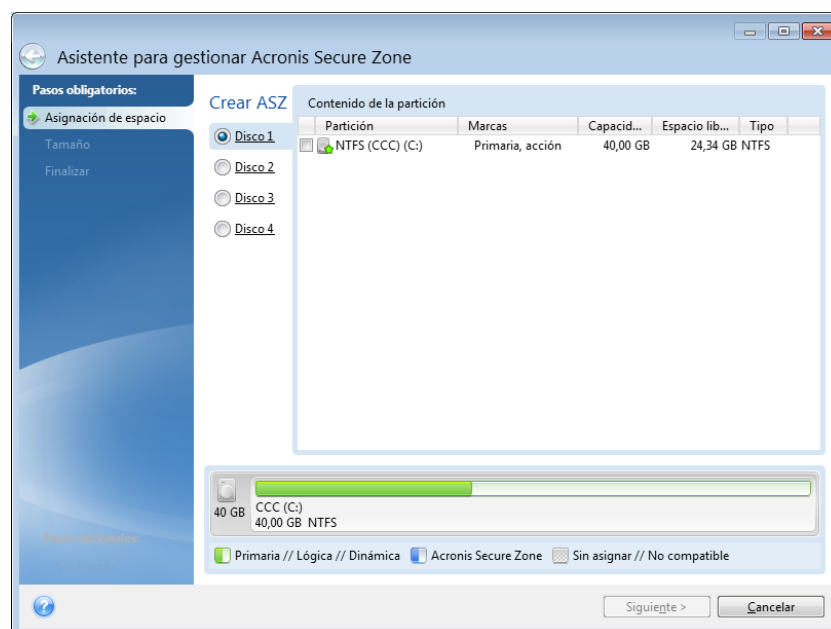 Asistente para gestionar Acronis Secure Zone
Pasos obligatorios:
Asignación de espacio
Tamaño
Finalizar
Crear ASZ
Disco 1
Disco 2
Disco 3
Disco 4
Contenido de la partición
Partición Marcas Capacid... Espacio lib... Tipo
NTFS (CCC) (C:) Primaria, acción 40,00 GB 24,34 GB NTFS
40 GB
CCC (C:)
40,00 GB NTFS
Primaria // Lógica // Dinámica Acronis Secure Zone Sin asignar // No compatible
Pasos opcionales:
Siguiente >
Cancelar